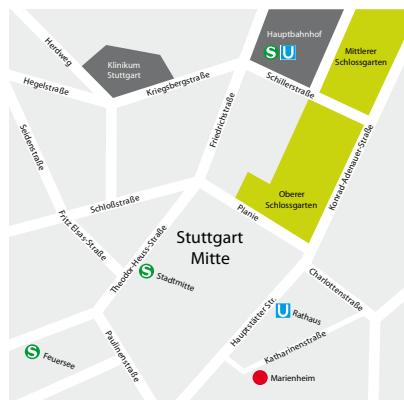 Hauptbahnhof
S U
Herdweg
Klinikum
Stuttgart
Mittlerer
Schlossgarten
Hegelstraße
Kriegsbergstraße
Schillerstraße
Friedrichstraße
Seidenstraße
Konrad-Adenauer-Straße
Oberer
Schlossgarten
Schloßstraße
Planie
Fritz Elsas-Straße
Theodor-Heuss-Straße
Stuttgart
Mitte
S Stadtmitte
Charlottenstraße
Hauptstätter Str.
U Rathaus
Paulinenstraße
Katharinenstraße
S Feuersee
Marienheim